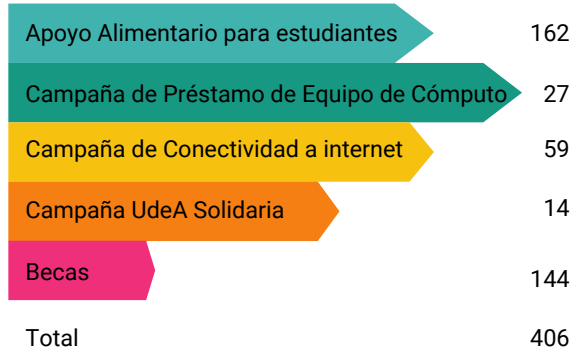 Apoyo Alimentario para estudiantes 162
Campaña de Préstamo de Equipo de Cómputo 27
Campaña de Conectividad a internet 59
Campaña UdeA Solidaria 14
Becas 144
Total 406